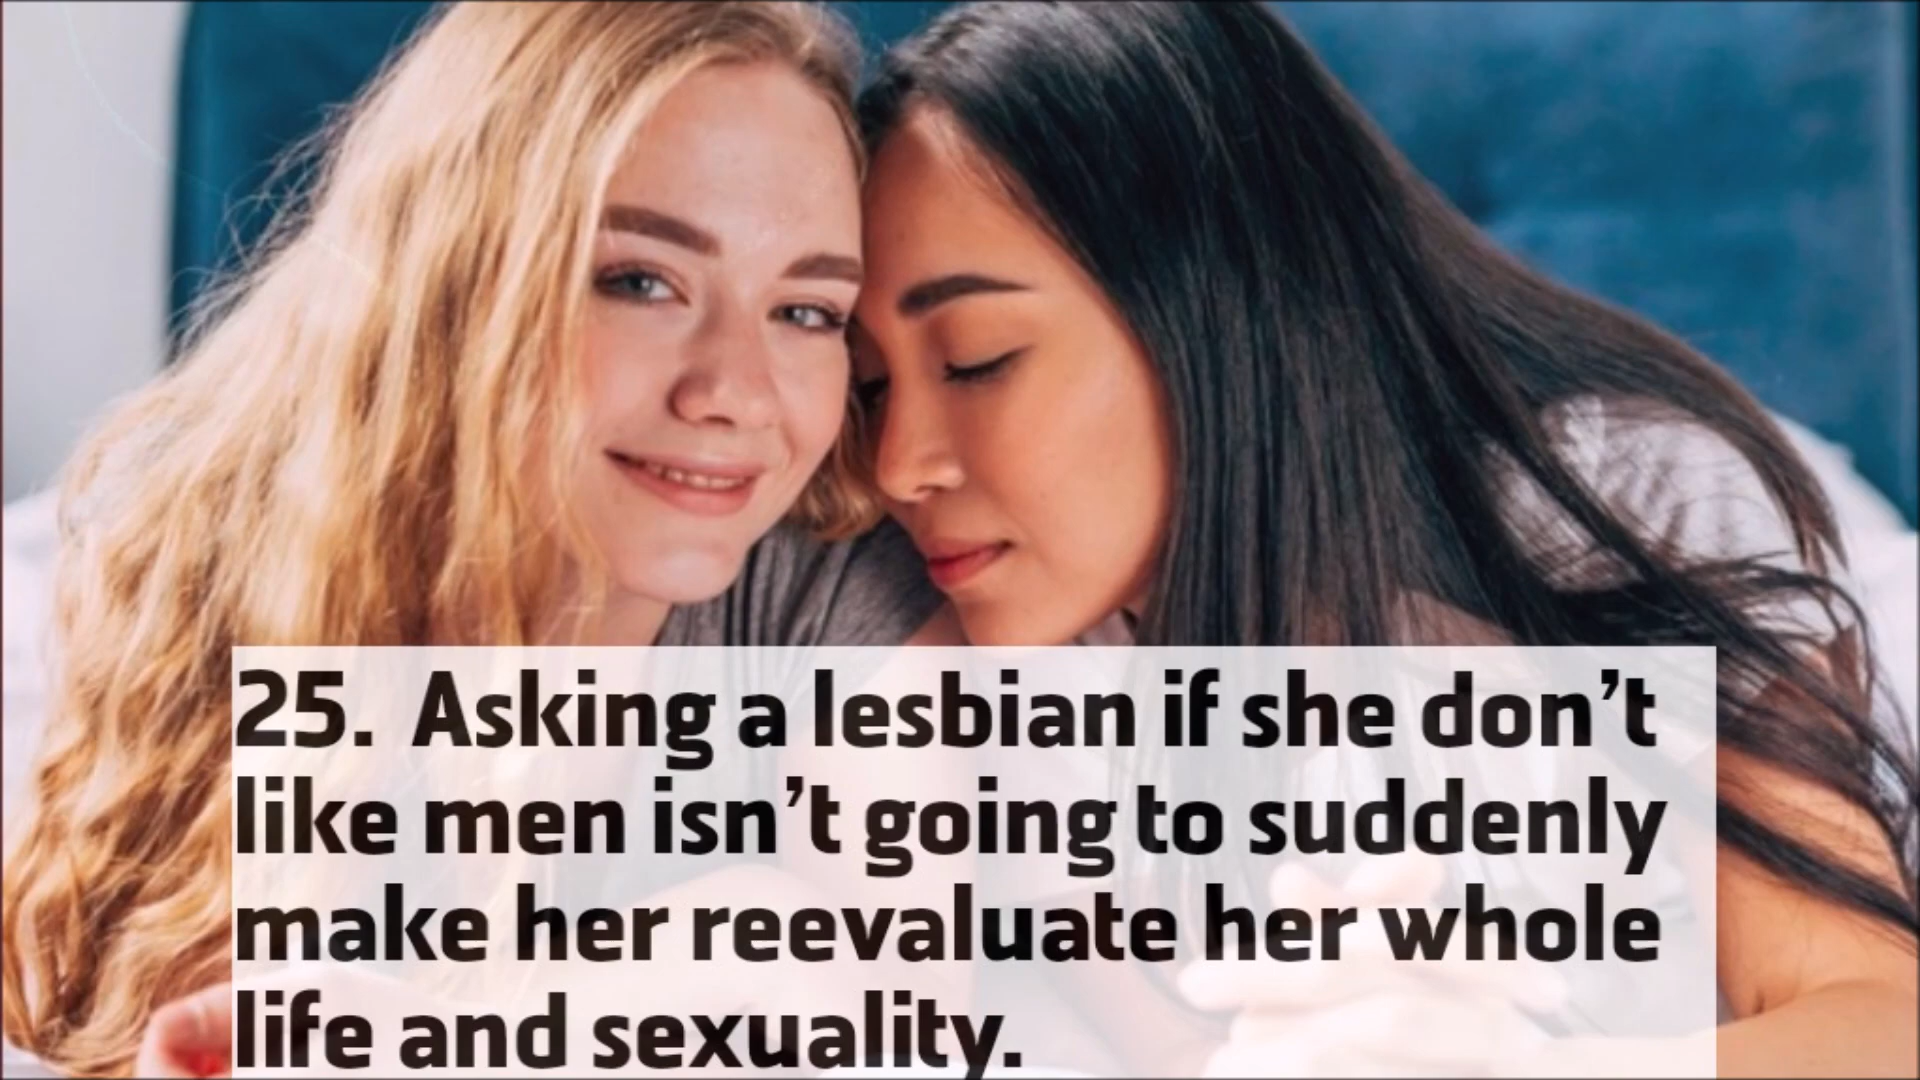 25. Asking a lesbian if she don’t
like men isn’t going to suddenly
make her reevaluate her whole
life and sexuality.